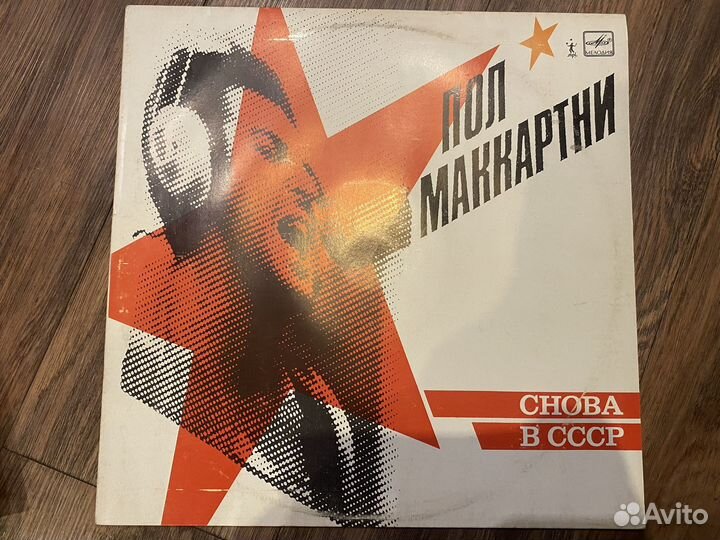 ПОЛ
МАККАРТНИ
МЕЛОДИЯ
СНОВА
В СССР
Avito